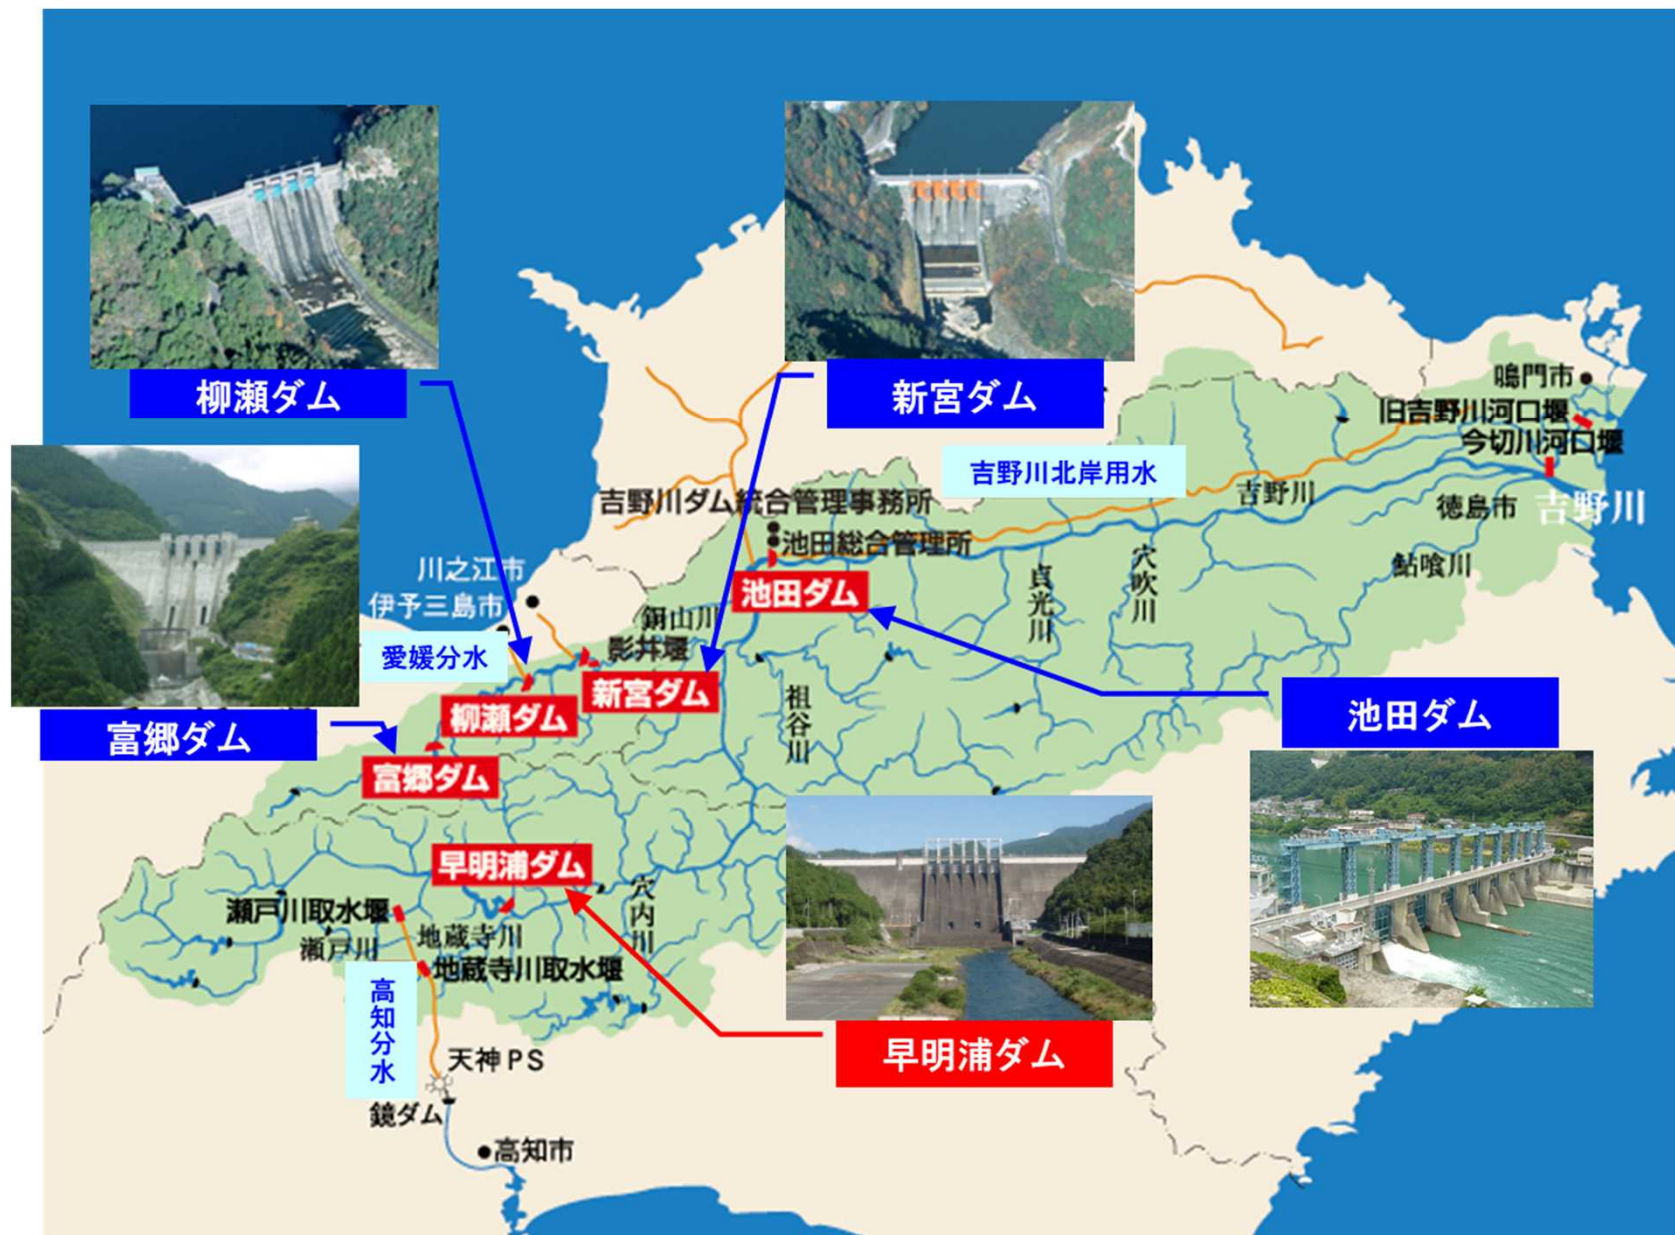 柳瀬ダム
新宮ダム
鳴門市
旧吉野川河口堰
今切川河口堰
吉野川北岸用水
吉野川
吉野川ダム統合管理事務所
徳島市
吉野川
池田総合管理所
川之江市
伊予三島市
池田ダム
貞光川
穴吹川
鮎喰川
銅山川
影井堰
愛媛分水
新宮ダム
柳瀬ダム
祖谷川
池田ダム
富郷ダム
富郷ダム
早明浦ダム
瀬戸川取水堰
穴内川
瀬戸川
地蔵寺川
地蔵寺川取水堰
高知分水
早明浦ダム
天神PS
鏡ダム
高知市